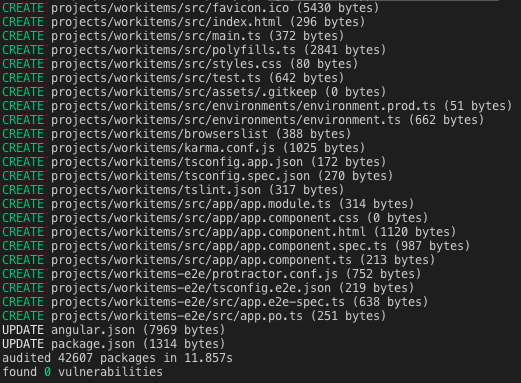 CREATE projects/workitems/src/favicon.ico (5430 bytes)
CREATE projects/workitems/src/index.html (296 bytes)
CREATE projects/workitems/src/main.ts (372 bytes)
CREATE projects/workitems/src/polyfills.ts (2841 bytes)
CREATE projects/workitems/src/styles.css (80 bytes)
CREATE projects/workitems/src/test.ts (642 bytes)
CREATE projects/workitems/src/assets/.gitkeep (0 bytes)
CREATE projects/workitems/src/environments/environment.prod.ts (51 bytes)
CREATE projects/workitems/src/environments/environment.ts (662 bytes)
CREATE projects/workitems/browserslist (388 bytes)
CREATE projects/workitems/karma.conf.js (1025 bytes)
CREATE projects/workitems/tsconfig.app.json (172 bytes)
CREATE projects/workitems/tsconfig.spec.json (270 bytes)
CREATE projects/workitems/tslint.json (317 bytes)
CREATE projects/workitems/src/app/app.module.ts (314 bytes)
CREATE projects/workitems/src/app/app.component.css (0 bytes)
CREATE projects/workitems/src/app/app.component.html (1120 bytes)
CREATE projects/workitems/src/app/app.component.spec.ts (987 bytes)
CREATE projects/workitems/src/app/app.component.ts (213 bytes)
CREATE projects/workitems-e2e/protractor.conf.js (752 bytes)
CREATE projects/workitems-e2e/tsconfig.e2e.json (219 bytes)
CREATE projects/workitems-e2e/src/app.e2e-spec.ts (638 bytes)
CREATE projects/workitems-e2e/src/app.po.ts (251 bytes)
UPDATE angular.json (7969 bytes)
UPDATE package.json (1314 bytes)
audited 42607 packages in 11.857s
found 0 vulnerabilities